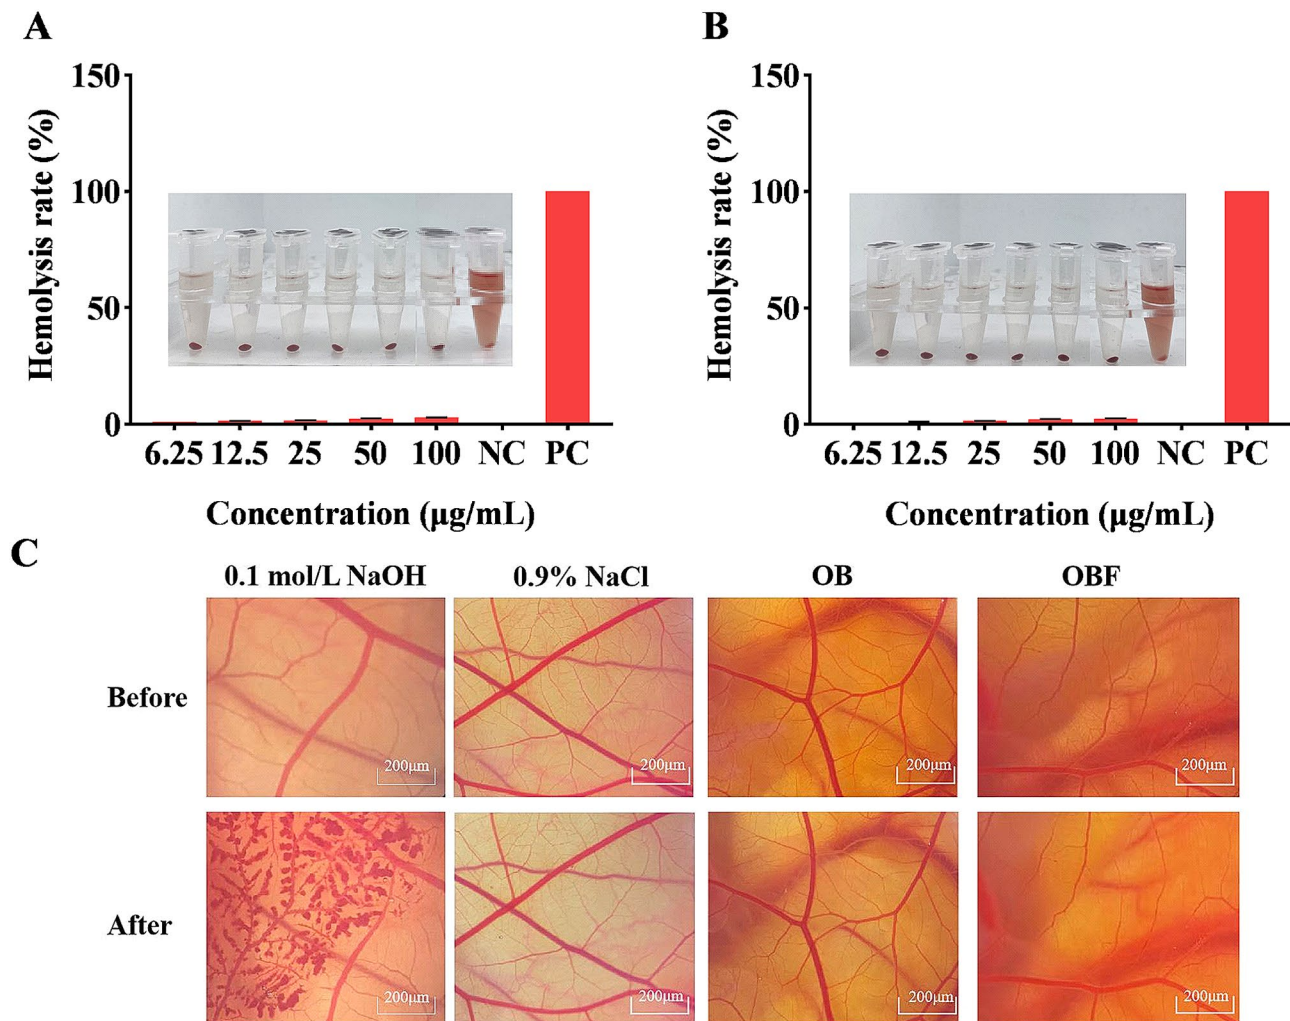 A
B
Hemolysis rate (%)
150
100
50
0
6.25 12.5 25 50 100 NC PC
Concentration (μg/mL)
Hemolysis rate (%)
150
100
50
0
6.25 12.5 25 50 100 NC PC
Concentration (μg/mL)
C
0.1 mol/L NaOH 0.9% NaCl OB OBF
Before
200μm 200μm 200μm 200μm
After
200μm 200μm 200μm 200μm